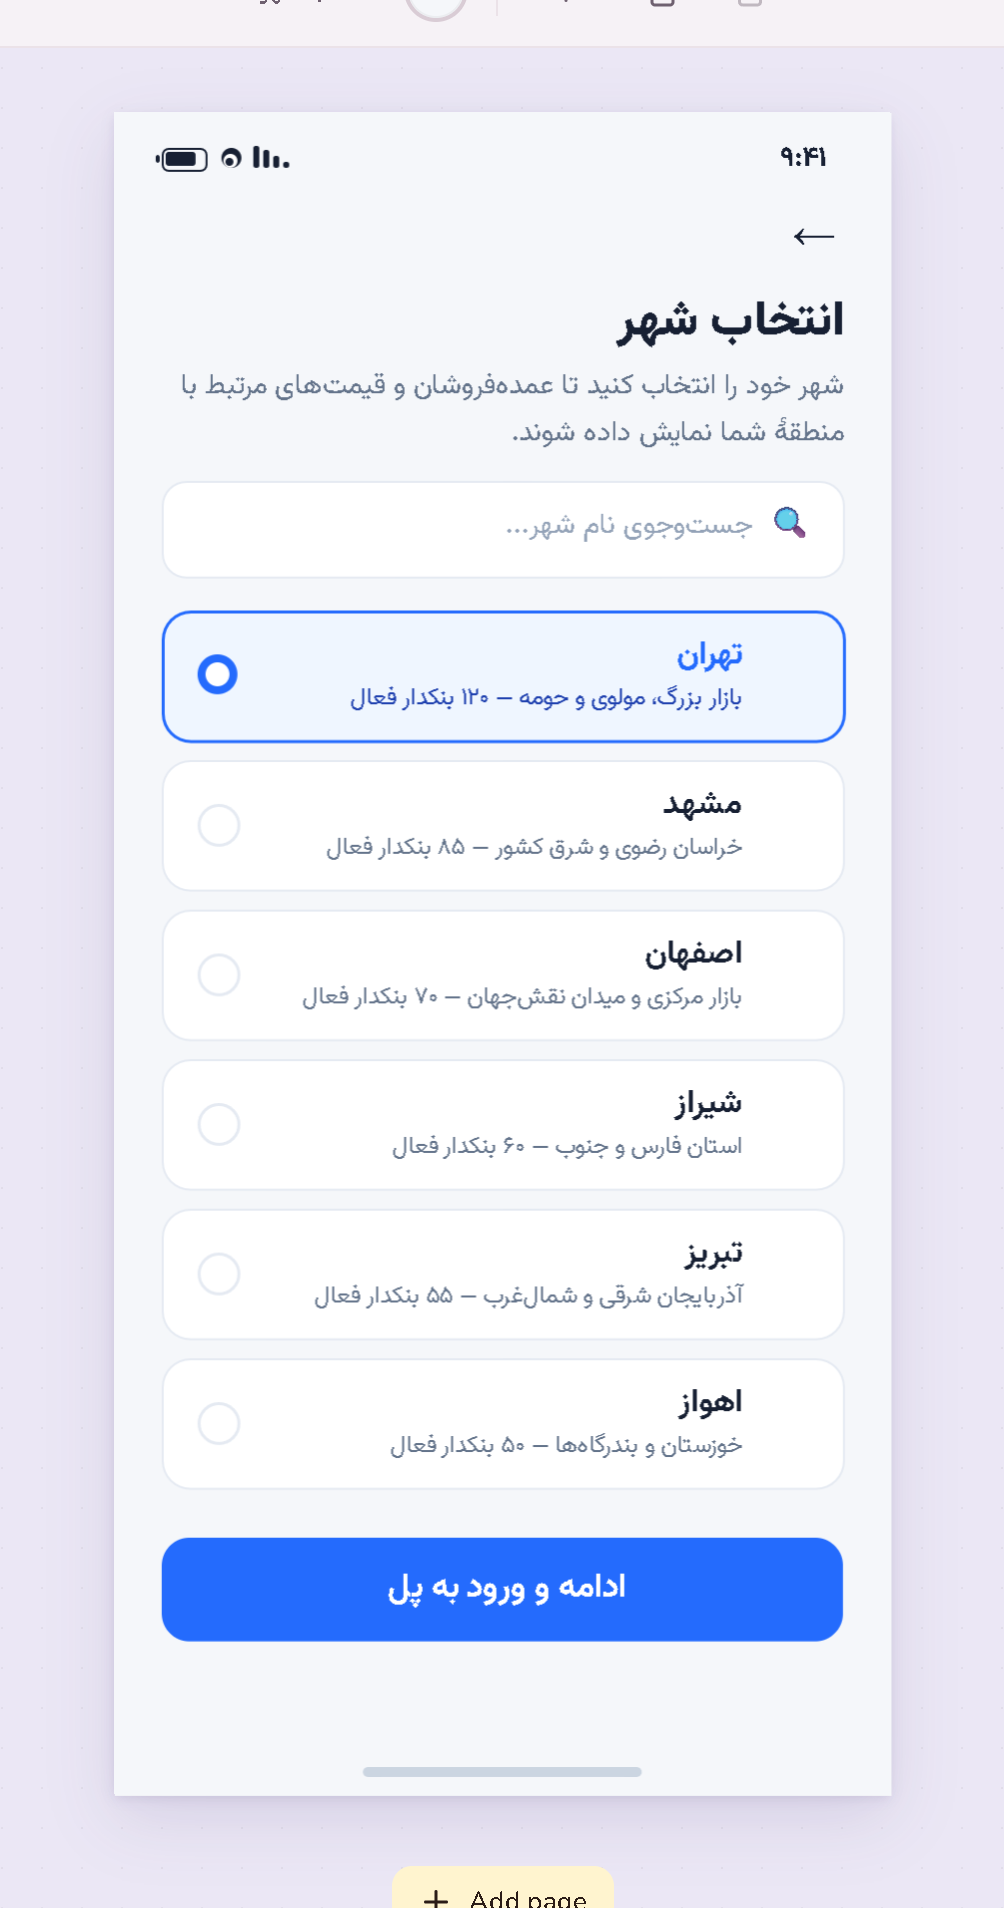 ۹:۴۱
انتخاب شهر
شهر خود را انتخاب کنید تا عمده‌فروشان و قیمت‌های مرتبط با
منطقهٔ شما نمایش داده شوند.
جست‌وجوی نام شهر...
تهران
بازار بزرگ، مولوی و حومه — ۱۲۰ بنکدار فعال
مشهد
خراسان رضوی و شرق کشور — ۸۵ بنکدار فعال
اصفهان
بازار مرکزی و میدان نقش‌جهان — ۷۰ بنکدار فعال
شیراز
استان فارس و جنوب — ۶۰ بنکدار فعال
تبریز
آذربایجان شرقی و شمال‌غرب — ۵۵ بنکدار فعال
اهواز
خوزستان و بندرگاه‌ها — ۵۰ بنکدار فعال
ادامه و ورود به پل
+ Add page